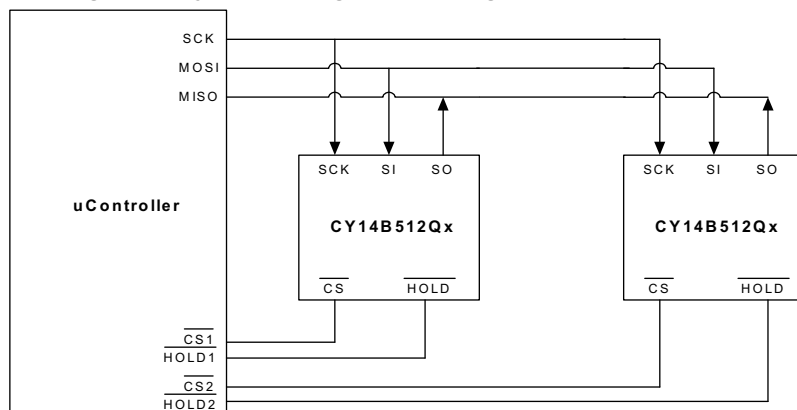 SCK
MOSI
MISO
uController
SCK SI SO
CY14B512Qx
CS HOLD
SCK SI SO
CY14B512Qx
CS HOLD
CS1
HOLD1
CS2
HOLD2